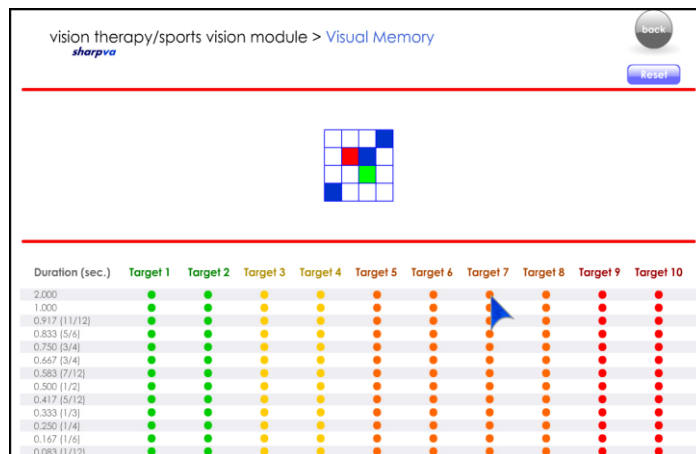 vision therapy/sports vision module > Visual Memory
sharpva
back
Reset
Duration (sec.) Target 1 Target 2 Target 3 Target 4 Target 5 Target 6 Target 7 Target 8 Target 9 Target 10
2.000
1.000
0.917 (11/12)
0.833 (5/6)
0.750 (3/4)
0.667 (3/4)
0.583 (7/12)
0.500 (1/2)
0.417 (5/12)
0.333 (1/3)
0.250 (1/4)
0.167 (1/6)
0.083 (1/12)